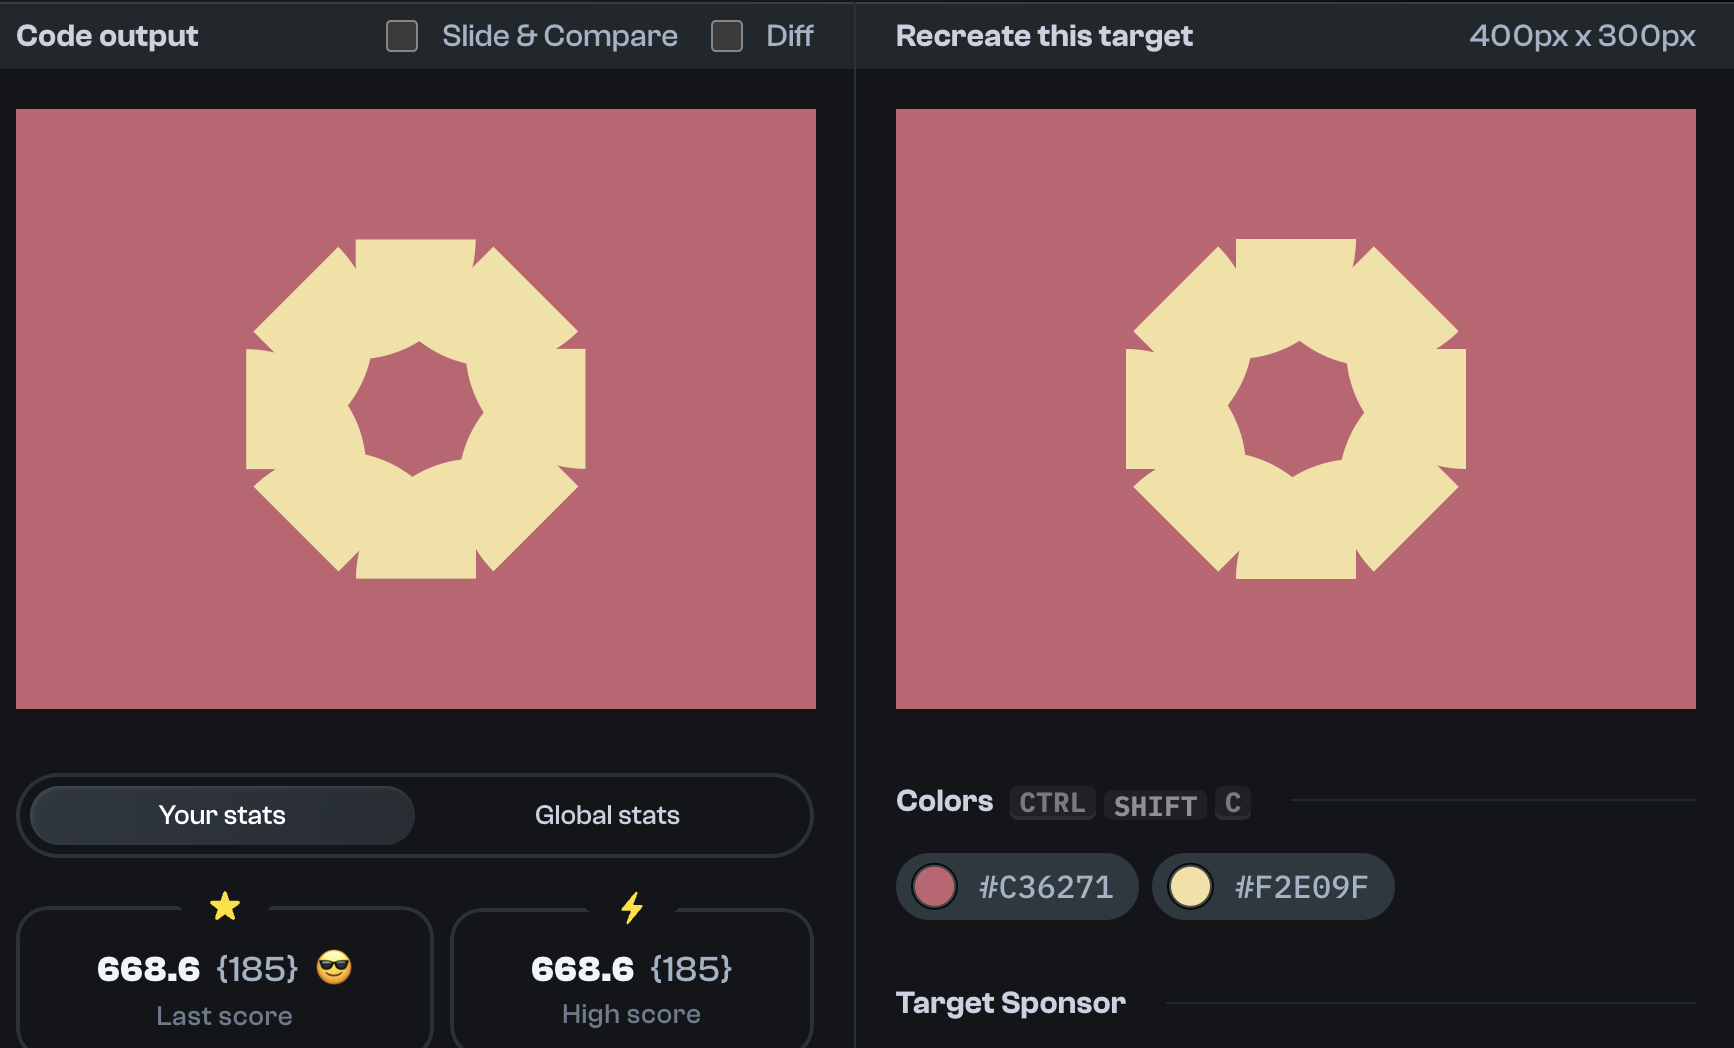 Code output
Slide & Compare
Diff
Recreate this target
400px x 300px
Your stats
Global stats
668.6 {185}
Last score
668.6 {185}
High score
Colors CTRL SHIFT C
#C36271
#F2E09F
Target Sponsor